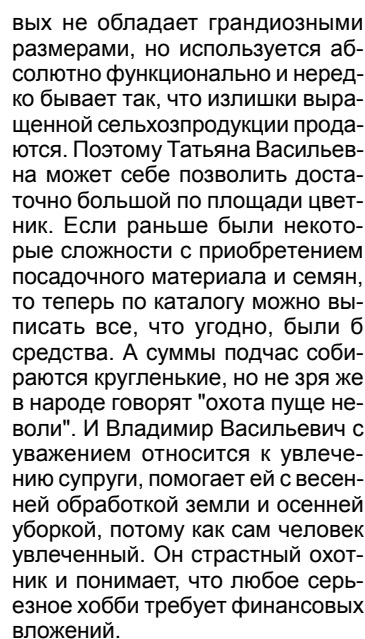 вых не обладает грандиозными
размерами, но используется аб-
солютно функционально и неред-
ко бывает так, что излишки выра-
щенной сельхозпродукции прода-
ются. Поэтому Татьяна Васильев-
на может себе позволить доста-
точно большой по площади цвет-
ник. Если раньше были некото-
рые сложности с приобретением
посадочного материала и семян,
то теперь по каталогу можно вы-
писать все, что угодно, были б
средства. А суммы подчас соби-
раются кругленькие, но не зря же
в народе говорят "охота пуще не-
воли". И Владимир Васильевич с
уважением относится к увлече-
нию супруги, помогает ей с весен-
ней обработкой земли и осенней
уборкой, потому как сам человек
увлеченный. Он страстный охот-
ник и понимает, что любое серь-
езное хобби требует финансовых
вложений.